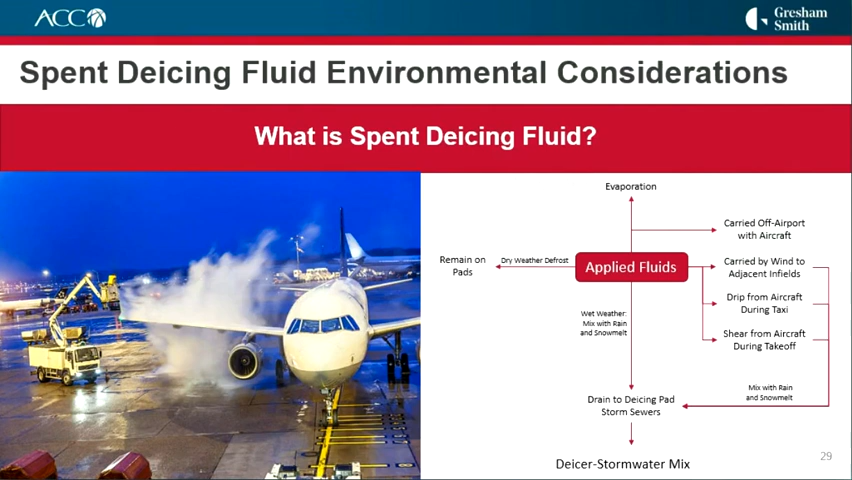 ACC
Gresham
Smith
Spent Deicing Fluid Environmental Considerations
What is Spent Deicing Fluid?
Evaporation
Carried Off-Airport
with Aircraft
Remain on
Pads
Dry Weather Defrost
Applied Fluids
Carried by Wind to
Adjacent Infields
Drip from Aircraft
During Taxi
Wet Weather:
Mix with Rain
and Snowmelt
Shear from Aircraft
During Takeoff
Mix with Rain
and Snowmelt
Drain to Deicing Pad
Storm Sewers
Deicer-Stormwater Mix
29